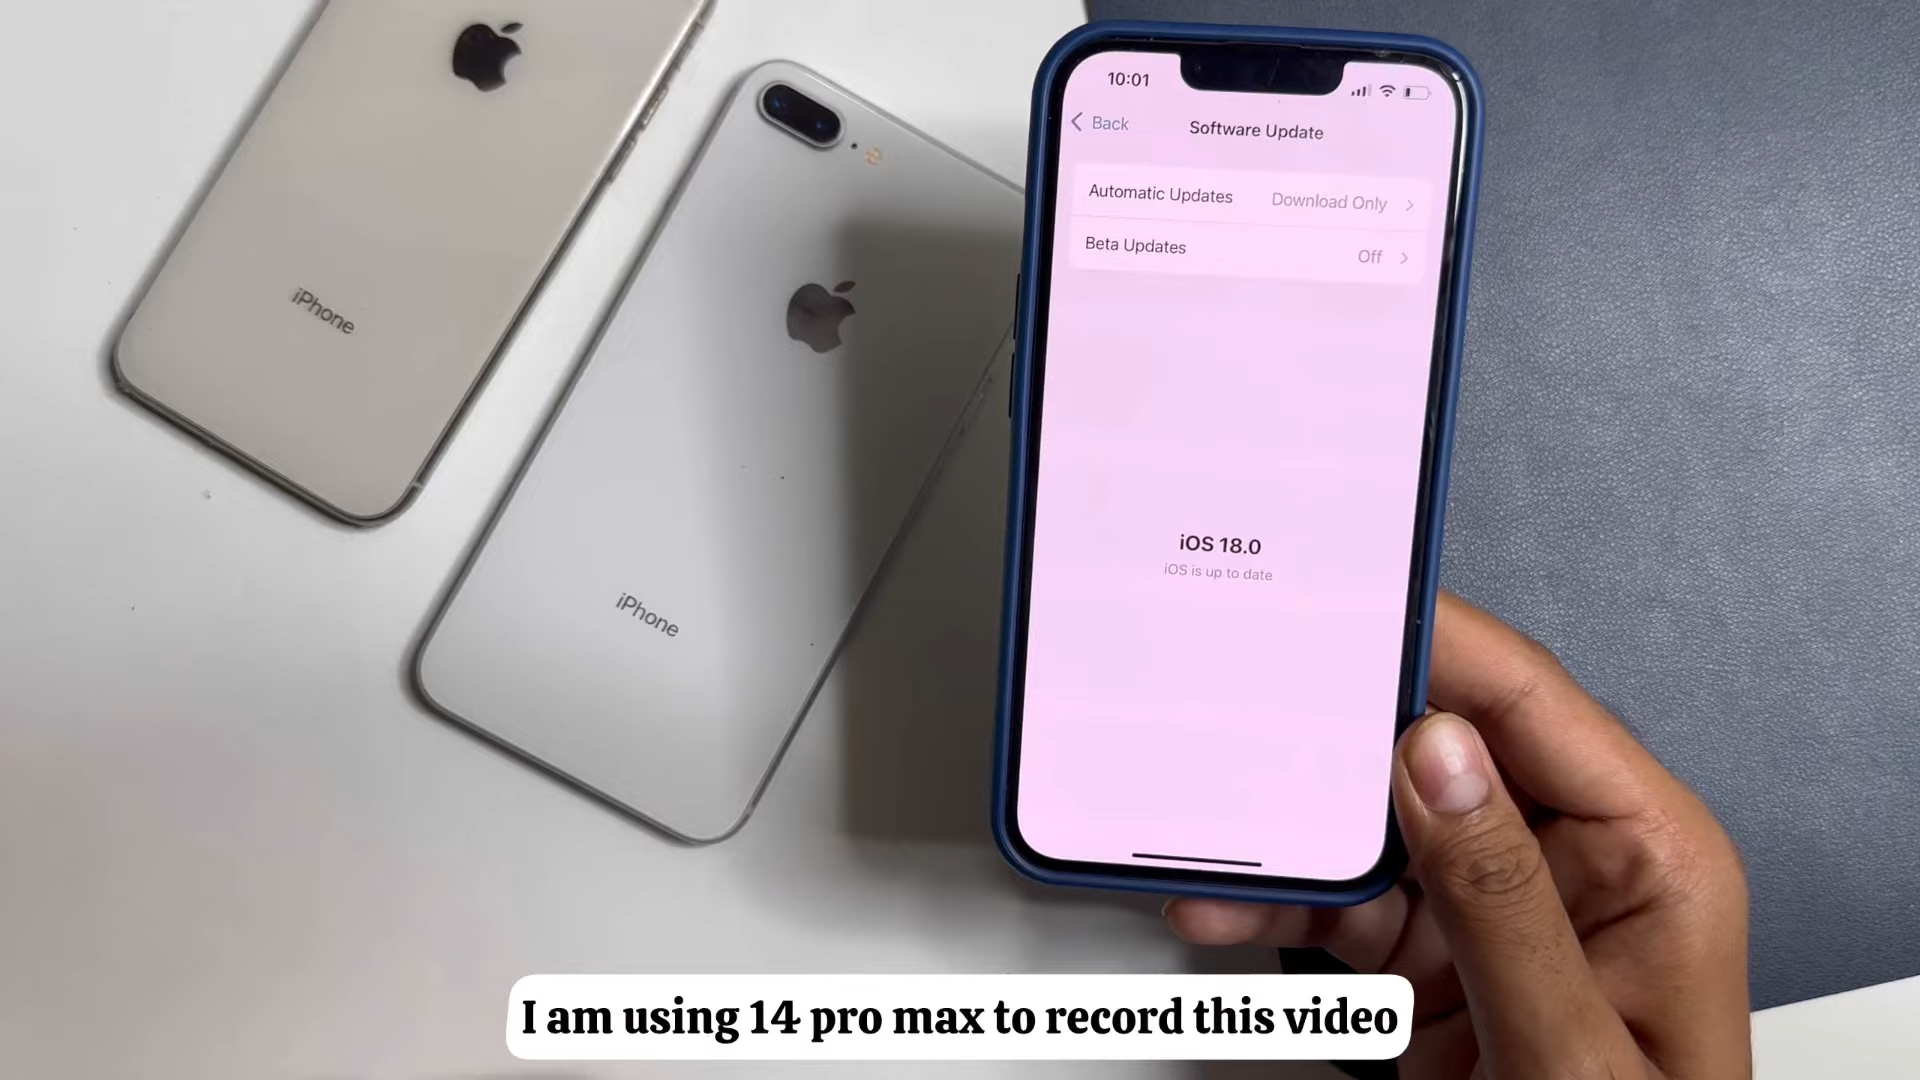 iPhone
iPhone
10:01
Back
Software Update
Automatic Updates Download Only
Beta Updates Off
iOS 18.0
iOS is up to date
I am using 14 pro max to record this video